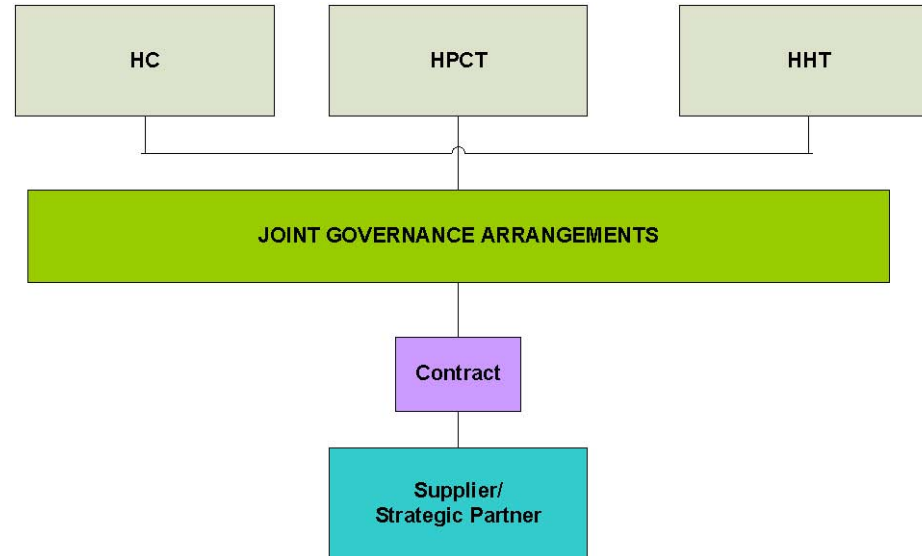 HC
HPCT
HHT
JOINT GOVERNANCE ARRANGEMENTS
Contract
Supplier/
Strategic Partner